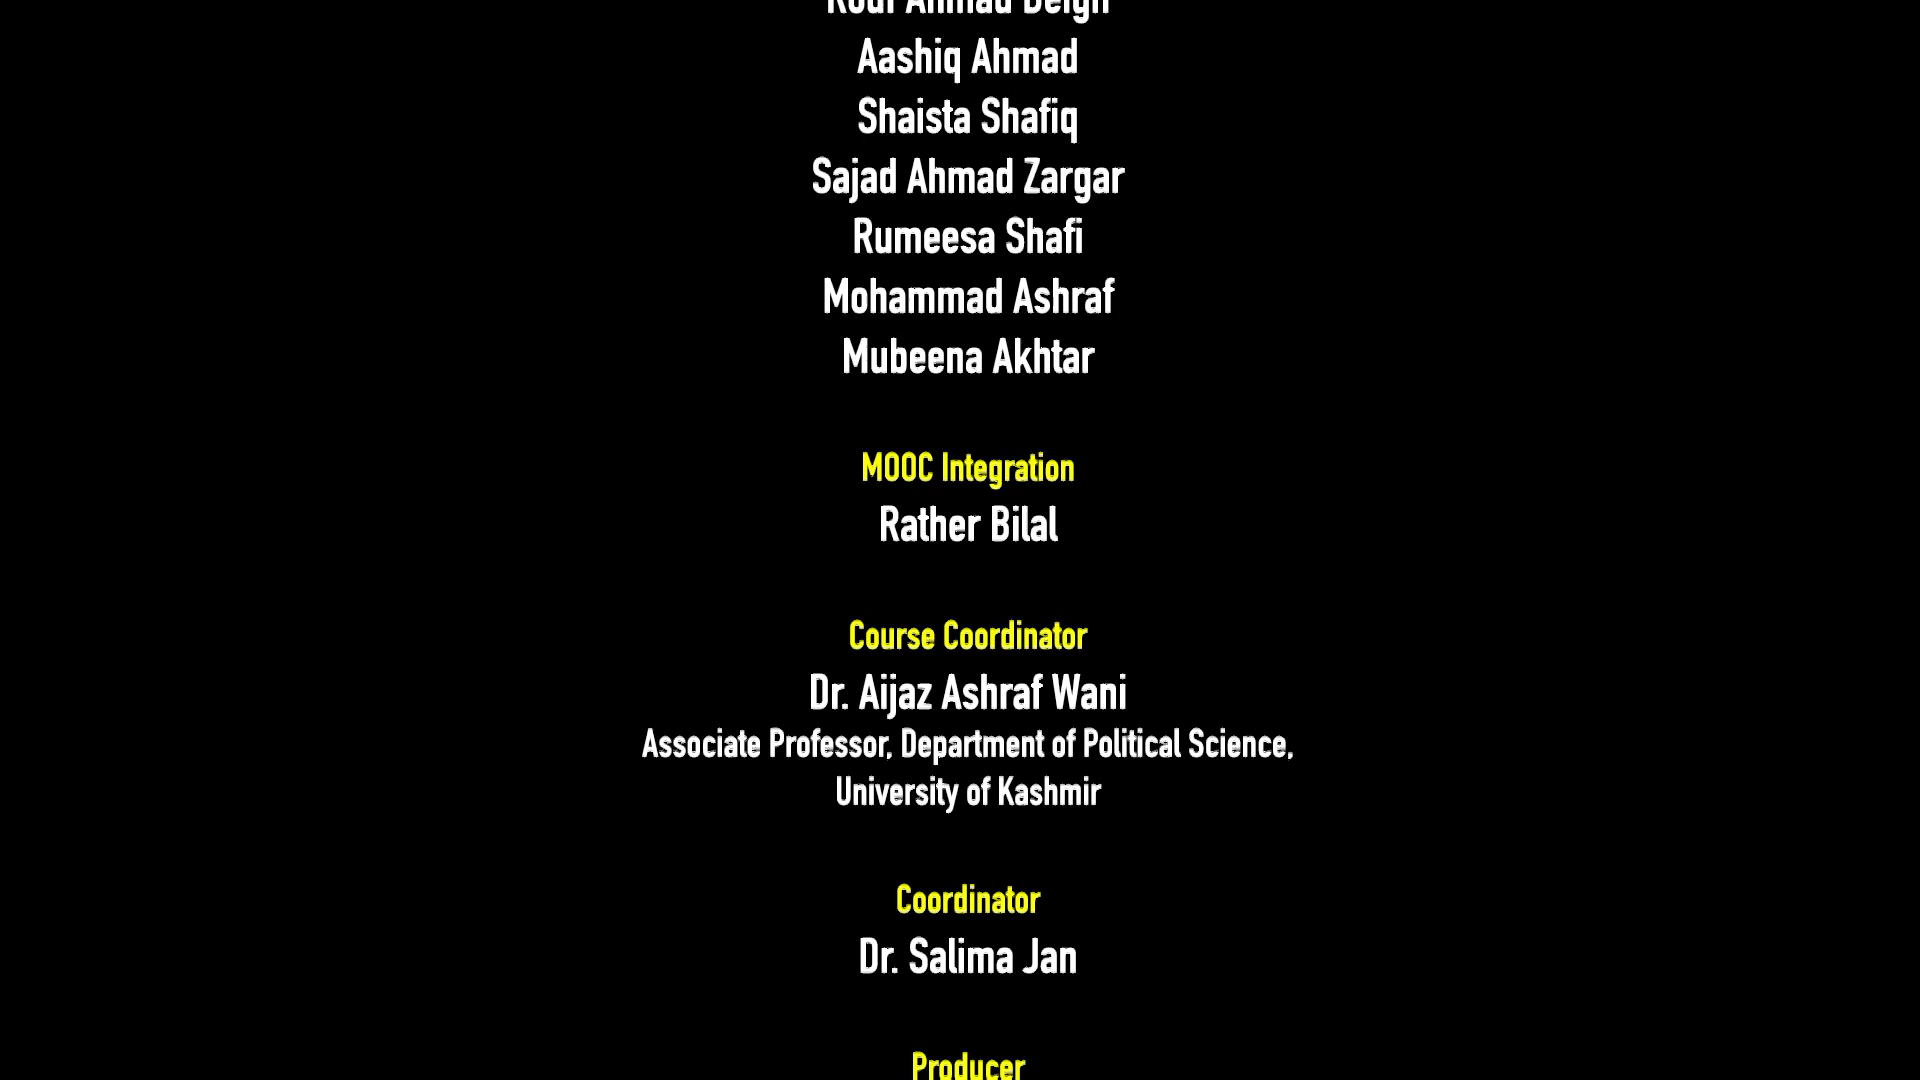 Ahmad
Aashiq Ahmad
Shaista Shafiq
Sajad Ahmad Zargar
Rumeesa Shafi
Mohammad Ashraf
Mubeena Akhtar
MOOC Integration
Rather Bilal
Course Coordinator
Dr. Aijaz Ashraf Wani
Associate Professor, Department of Political Science,
University of Kashmir
Coordinator
Dr. Salima Jan
Producer